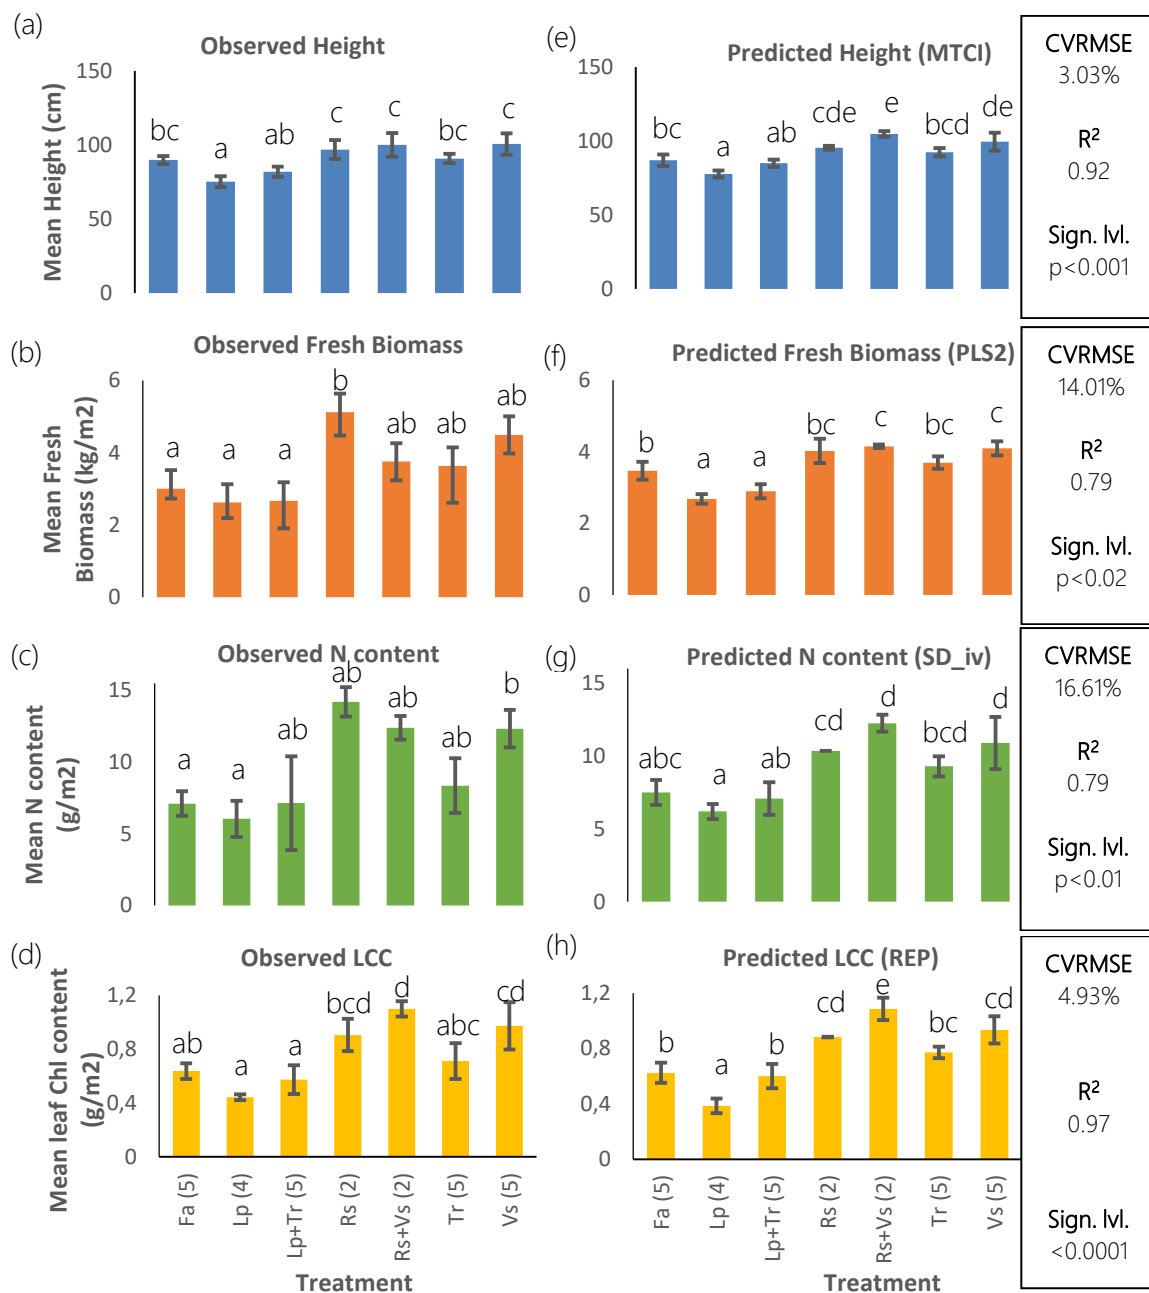 (a)
Observed Height
Mean Height (cm)
150
100
50
0
bc
a
ab
c
c
bc
c
(e)
Predicted Height (MTCI)
150
100
50
0
bc
a
ab
cde
e
bcd
de
CVRMSE
3.03%
R²
0.92
Sign. lvl.
p<0.001
(b)
Observed Fresh Biomass
Mean Fresh
Biomass (kg/m2)
6
4
2
0
a
a
a
b
ab
ab
ab
(f)
Predicted Fresh Biomass (PLS2)
6
4
2
0
b
a
a
bc
c
bc
c
CVRMSE
14.01%
R²
0.79
Sign. lvl.
p<0.02
(c)
Observed N content
Mean N content
(g/m2)
15
10
5
0
a
a
ab
ab
ab
ab
b
(g)
Predicted N content (SD_iv)
15
10
5
0
abc
a
ab
cd
d
bcd
d
CVRMSE
16.61%
R²
0.79
Sign. lvl.
p<0.01
(d)
Observed LCC
Mean leaf Chl content
(g/m2)
1,2
0,8
0,4
0
ab
a
a
bcd
d
abc
cd
Fa (5)
Lp (4)
Lp+Tr (5)
Rs (2)
Rs+Vs (2)
Tr (5)
Vs (5)
Treatment
(h)
Predicted LCC (REP)
1,2
0,8
0,4
0
b
a
b
cd
e
bc
cd
Fa (5)
Lp (4)
Lp+Tr (5)
Rs (2)
Rs+Vs (2)
Tr (5)
Vs (5)
Treatment
CVRMSE
4.93%
R²
0.97
Sign. lvl.
<0.0001